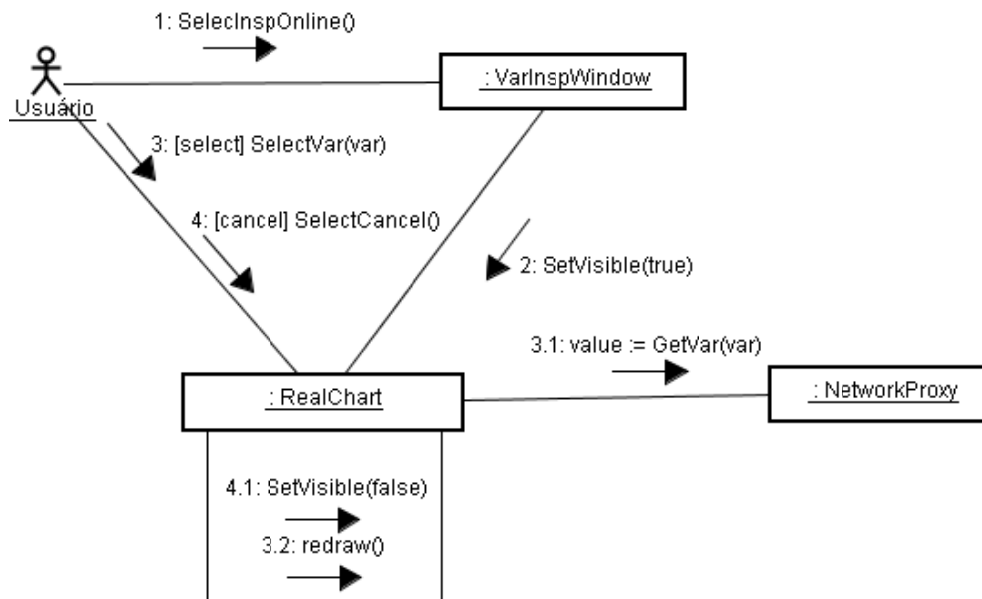 1: SelecInspOnline()
: VarInspWindow
Usuário
3: [select] SelectVar(var)
4: [cancel] SelectCancel()
2: SetVisible(true)
3.1: value := GetVar(var)
: RealChart
: NetworkProxy
4.1: SetVisible(false)
3.2: redraw()